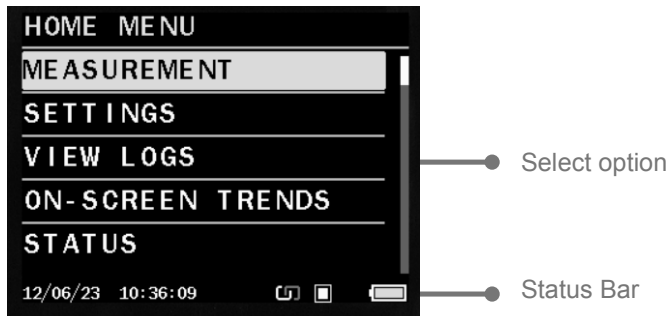 HOME MENU
MEASUREMENT
SETTINGS
VIEW LOGS
Select option
ON-SCREEN TRENDS
STATUS
12/06/23 10:36:09
Status Bar